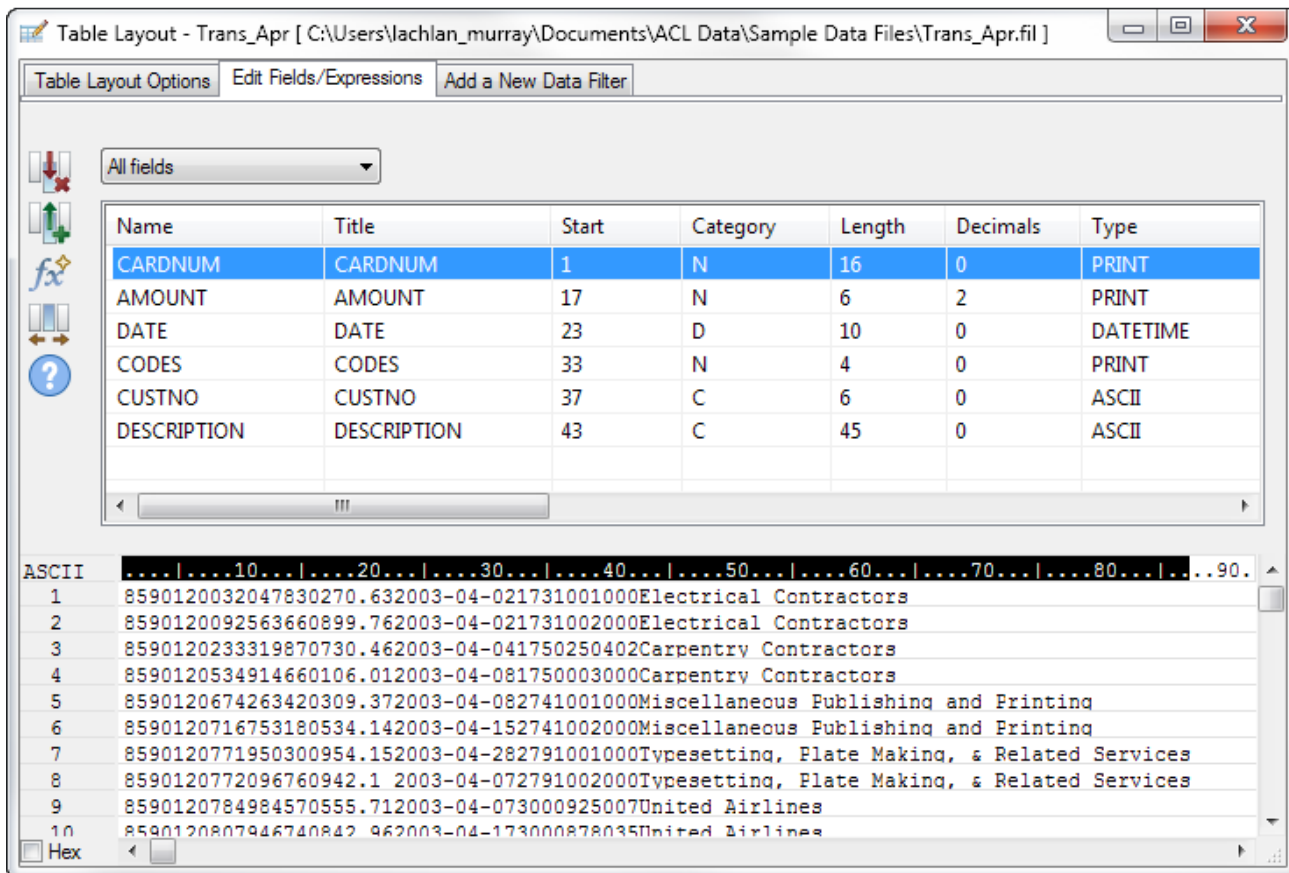 Table Layout - Trans_Apr [ C:\Users\lachlan_murray\Documents\ACL Data\Sample Data Files\Trans_Apr.fil ]
Table Layout Options Edit Fields/Expressions Add a New Data Filter
All fields
Name Title Start Category Length Decimals Type
CARDNUM CARDNUM 1 N 16 0 PRINT
AMOUNT AMOUNT 17 N 6 2 PRINT
DATE DATE 23 D 10 0 DATETIME
CODES CODES 33 N 4 0 PRINT
CUSTNO CUSTNO 37 C 6 0 ASCII
DESCRIPTION DESCRIPTION 43 C 45 0 ASCII
ASCII ....|....10...|....20...|....30...|....40...|....50...|....60...|....70...|....80...|....90.
1 8590120032047830270.632003-04-021731001000Electrical Contractors
2 8590120092563660899.762003-04-021731002000Electrical Contractors
3 8590120233319870730.462003-04-041750250402Carpentry Contractors
4 8590120534914660106.012003-04-081750003000Carpentry Contractors
5 8590120674263420309.372003-04-082741001000Miscellaneous Publishing and Printing
6 8590120716753180534.142003-04-152741002000Miscellaneous Publishing and Printing
7 8590120771950300954.152003-04-282791001000Typesetting, Plate Making, & Related Services
8 8590120772096760942.1 2003-04-072791002000Typesetting, Plate Making, & Related Services
9 8590120784984570555.712003-04-073000925007United Airlines
10 8590120807946740842.962003-04-173000878035United Airlines
Hex